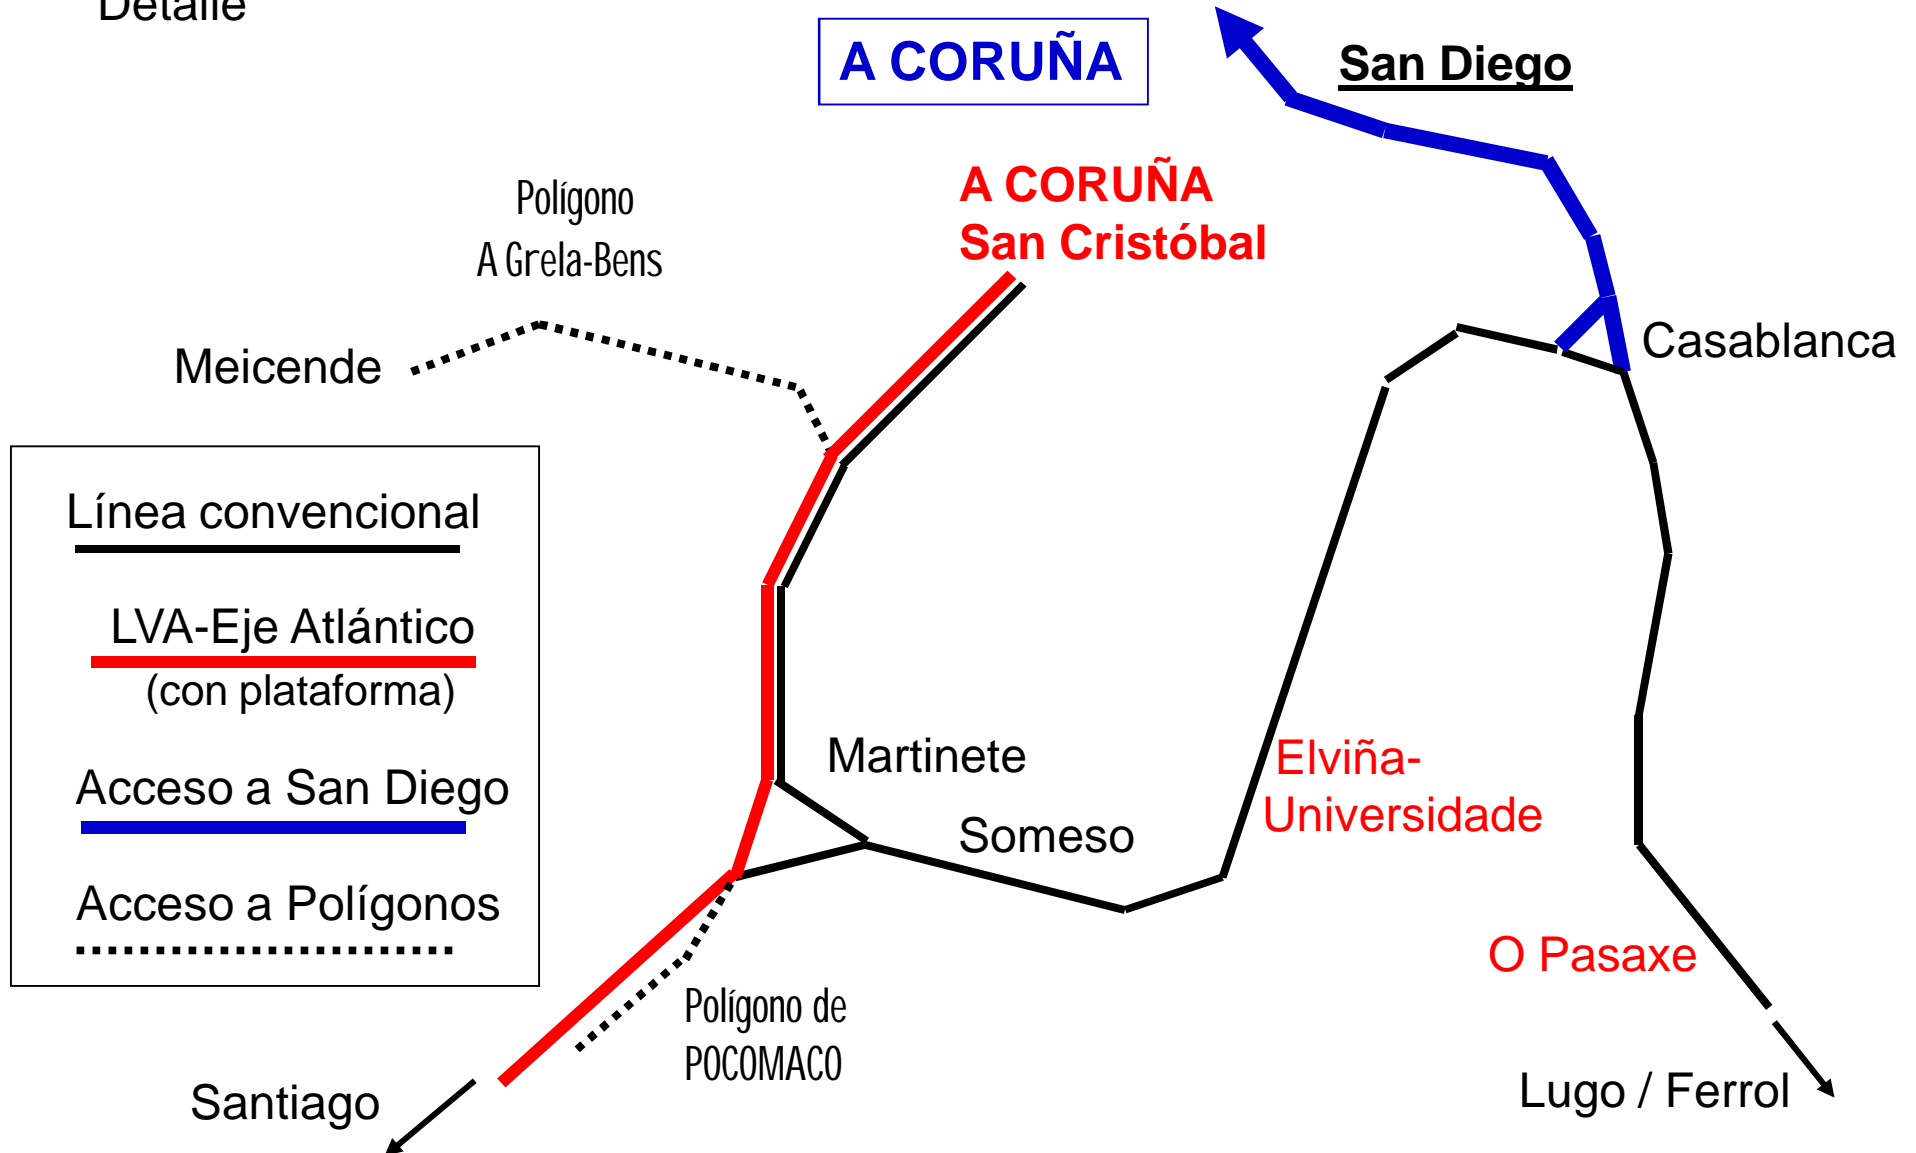 Detalle
A CORUÑA
San Diego
A CORUÑA
San Cristóbal
Polígono
A Grela-Bens
Meicende
Casablanca
Línea convencional
LVA-Eje Atlántico
(con plataforma)
Acceso a San Diego
Acceso a Polígonos
Martinete
Someso
Elviña-
Universidade
O Pasaxe
Polígono de
POCOMACO
Santiago
Lugo / Ferrol